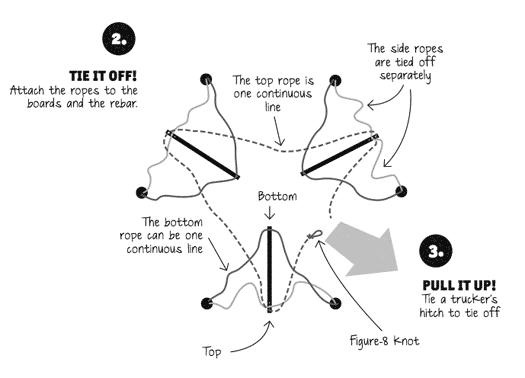 2.
TIE IT OFF!
Attach the ropes to the
boards and the rebar.
The top rope is
one continuous
line
The side ropes
are tied off
separately
Bottom
The bottom
rope can be one
continuous line
Top
Figure-8 Knot
3.
PULL IT UP!
Tie a trucker's
hitch to tie off